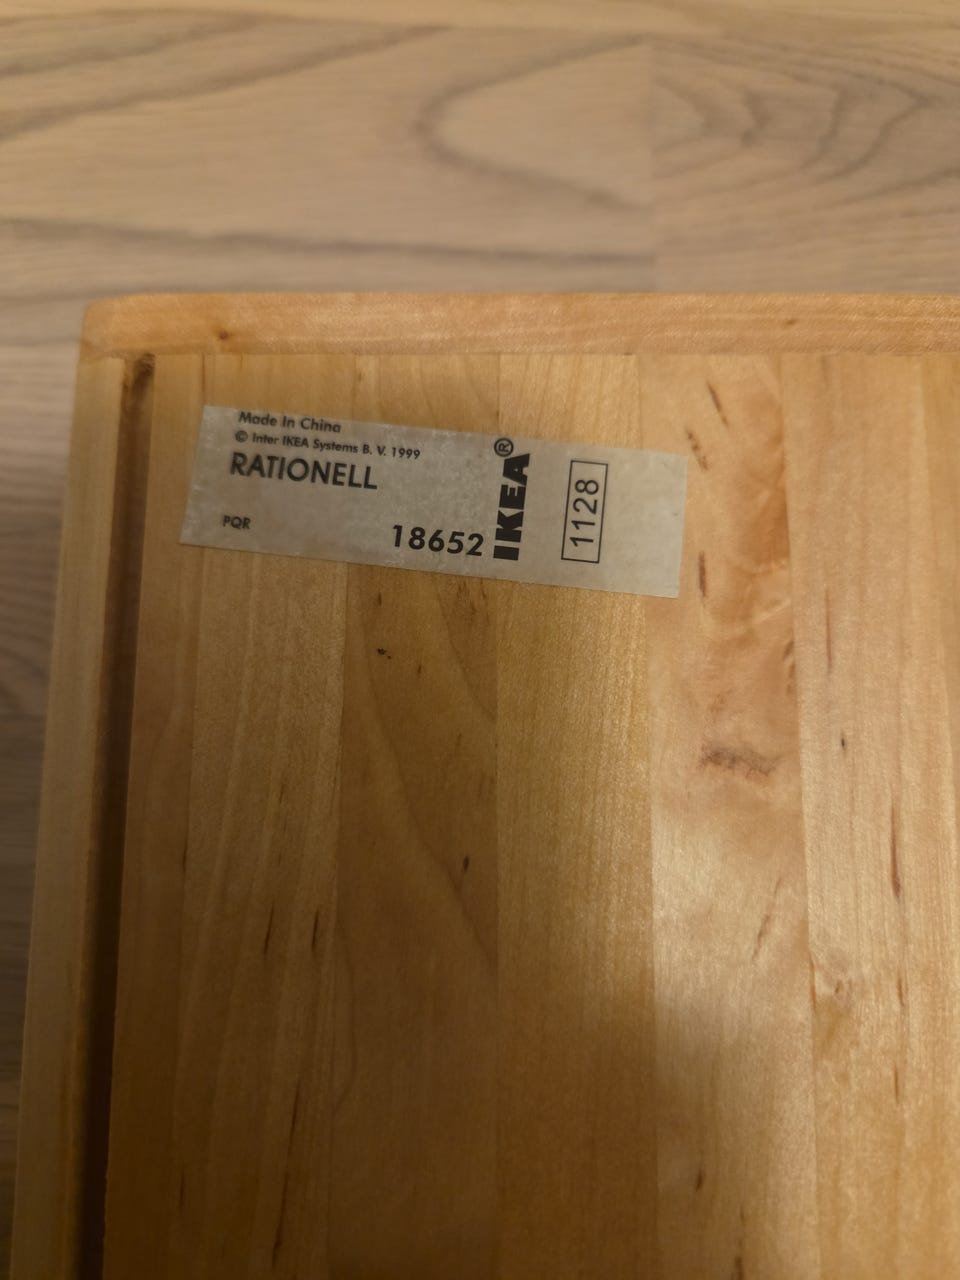 Made In China
© Inter IKEA Systems B. V. 1999
RATIONELL
PQR
18652
IKEA®
1128